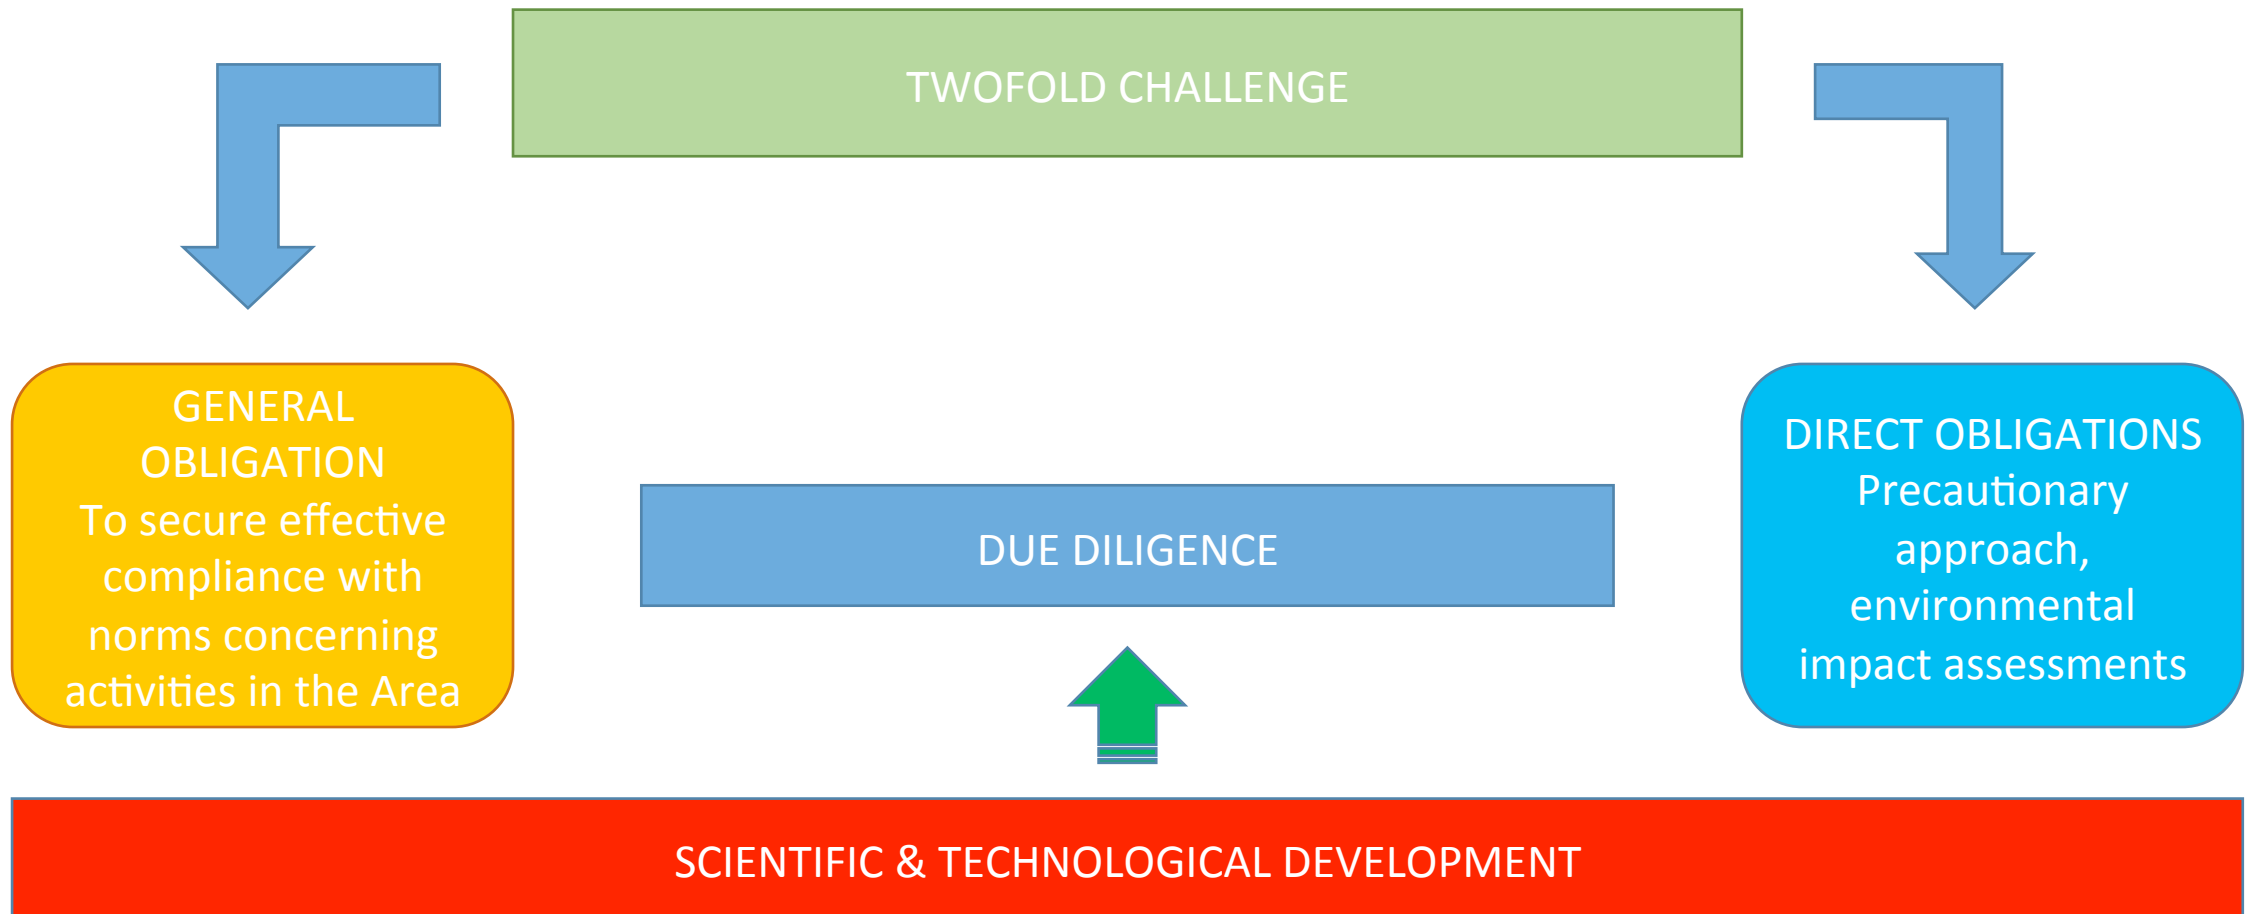 TWOFOLD CHALLENGE
GENERAL
OBLIGATION
To secure effective
compliance with
norms concerning
activities in the Area
DUE DILIGENCE
DIRECT OBLIGATIONS
Precautionary
approach,
environmental
impact assessments
SCIENTIFIC & TECHNOLOGICAL DEVELOPMENT